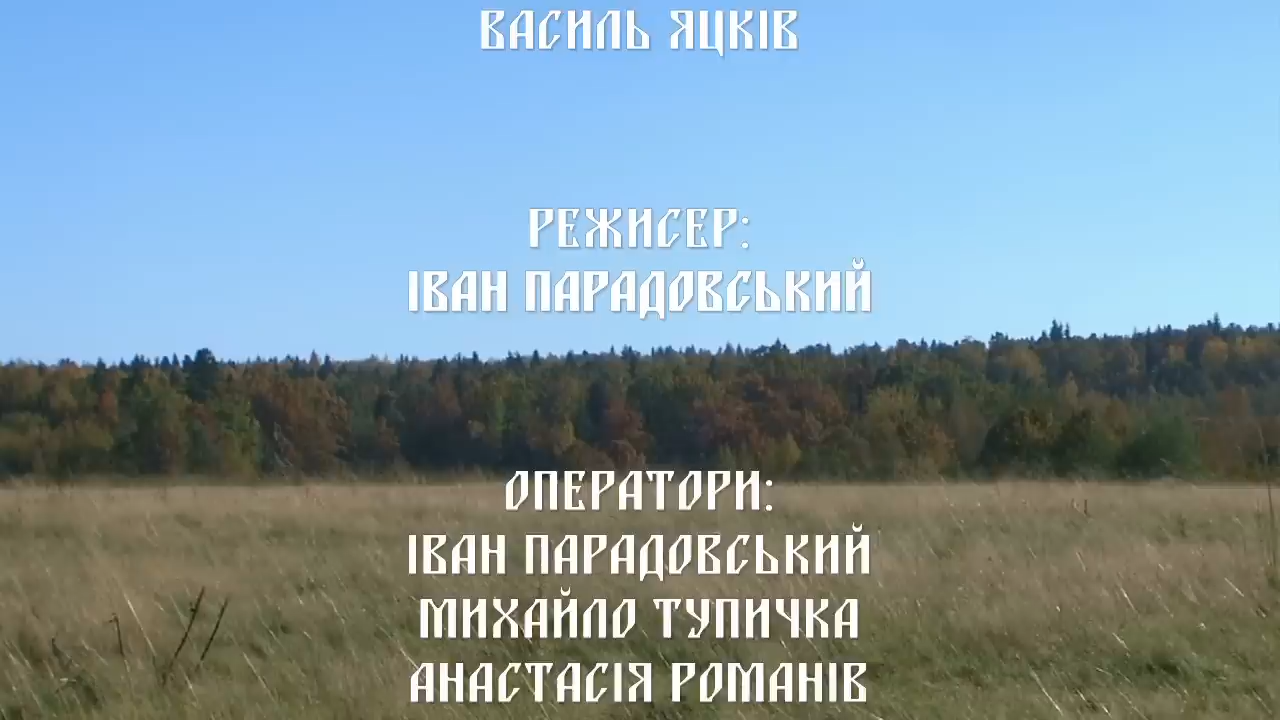 ВАСИЛЬ ЯЦКІВ
РЕЖИСЕР:
ІВАН ПАРАДОВСЬКИЙ
ОПЕРАТОРИ:
ІВАН ПАРАДОВСЬКИЙ
МИХАЙЛО ТУПИЧКА
АНАСТАСІЯ РОМАНІВ